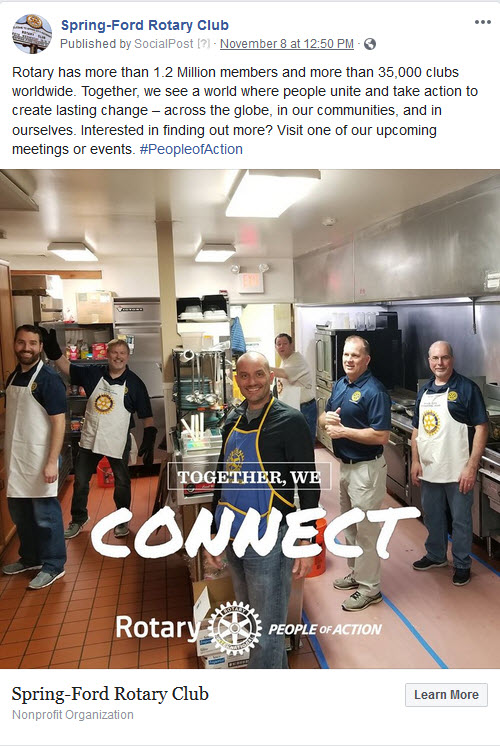 Spring-Ford Rotary Club
Published by SocialPost [?] · November 8 at 12:50 PM ·
Rotary has more than 1.2 Million members and more than 35,000 clubs
worldwide. Together, we see a world where people unite and take action to
create lasting change – across the globe, in our communities, and in
ourselves. Interested in finding out more? Visit one of our upcoming
meetings or events. #PeopleofAction
EXIT
TOGETHER, WE
CONNECT
Rotary
ROTARY
INTERNATIONAL
PEOPLE OF ACTION
Spring-Ford Rotary Club
Learn More
Nonprofit Organization